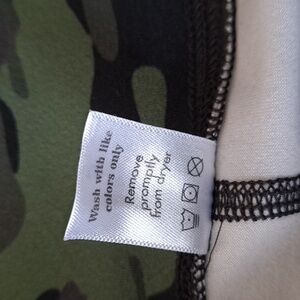 Wash with like
colors only
Remove
promptly
from dryer